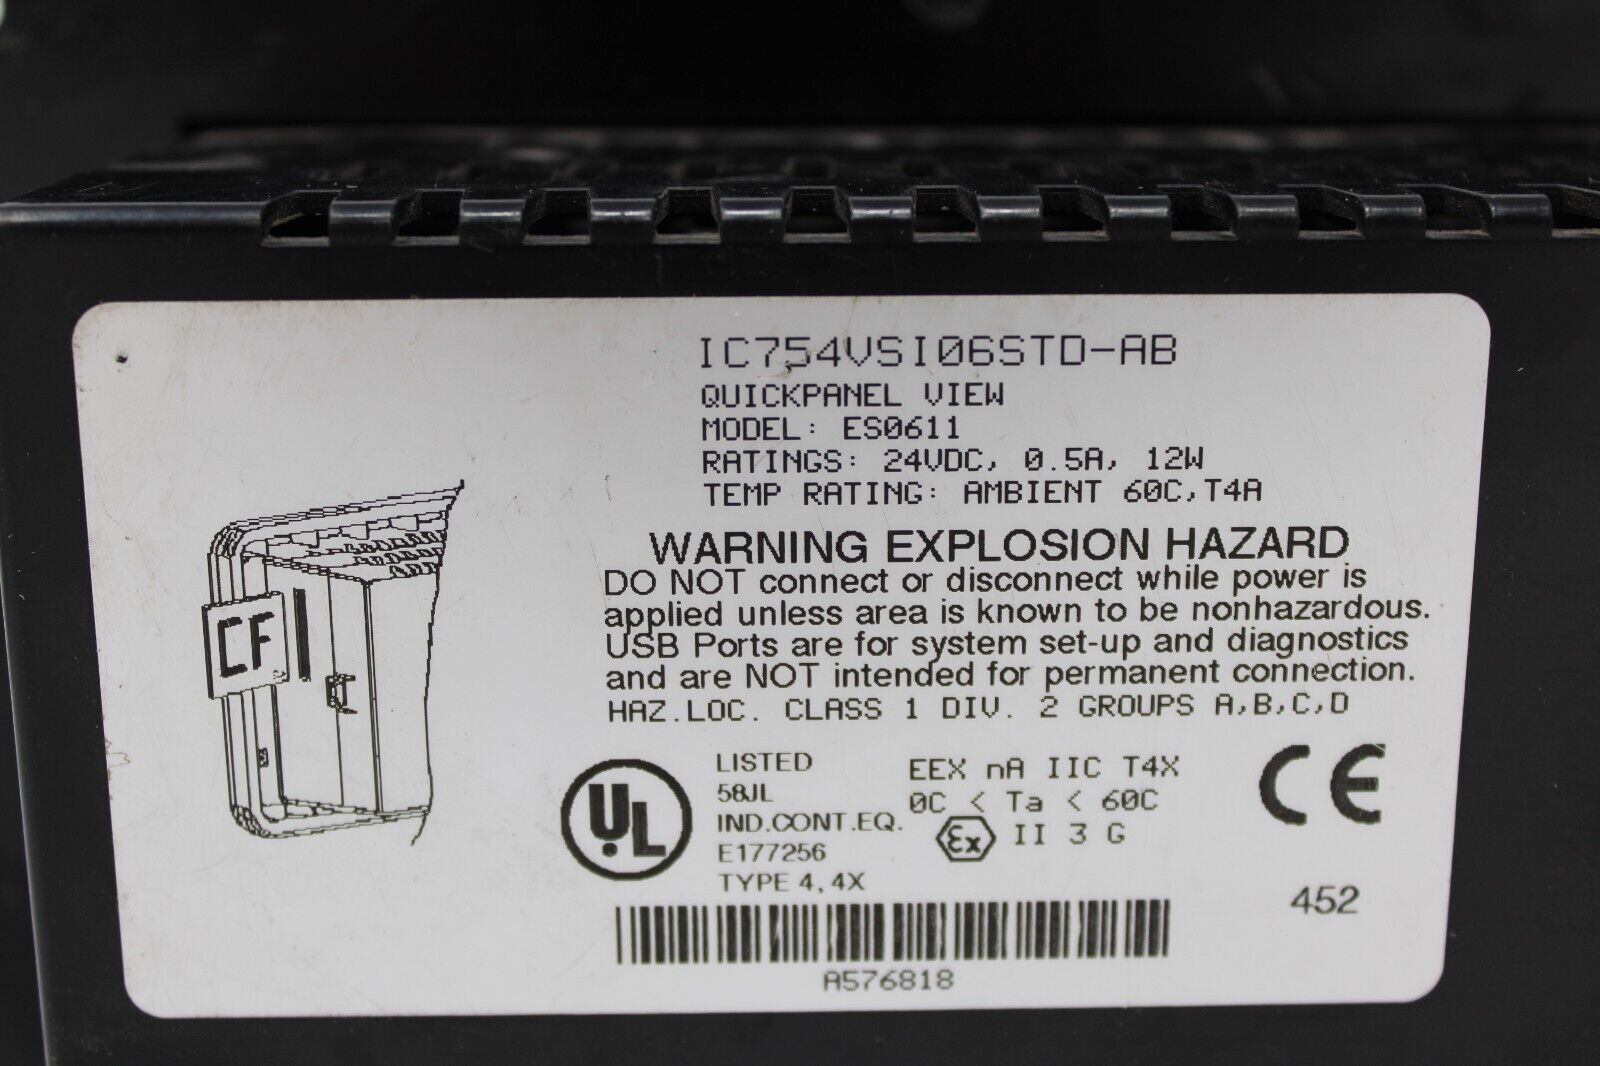 IC754VSI06STD-AB
QUICKPANEL VIEW
MODEL: ES0611
RATINGS: 24VDC, 0.5A, 12W
TEMP RATING: AMBIENT 60C,T4A
WARNING EXPLOSION HAZARD
DO NOT connect or disconnect while power is
applied unless area is known to be nonhazardous.
USB Ports are for system set-up and diagnostics
and are NOT intended for permanent connection.
HAZ.LOC. CLASS 1 DIV. 2 GROUPS A,B,C,D
CF
UL
LISTED
58JL
IND.CONT.EQ.
E177256
TYPE 4, 4X
EEX nA IIC T4X
0C < Ta < 60C
Ex II 3 G
CE
452
A576818